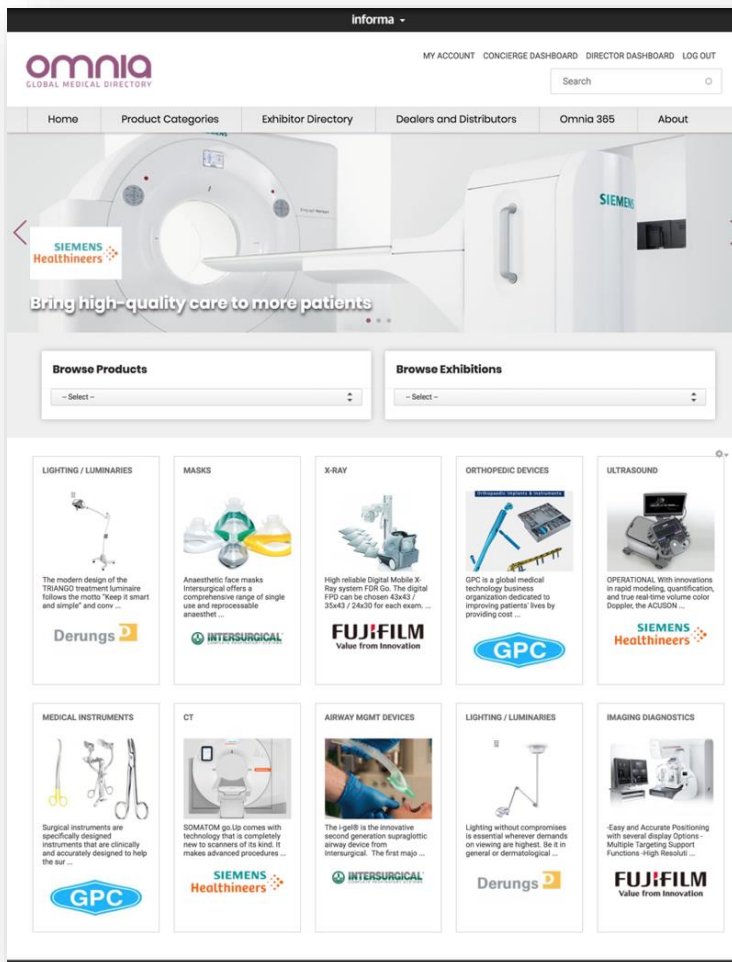 informa
omnia
GLOBAL MEDICAL DIRECTORY
MY ACCOUNT CONCIERGE DASHBOARD DIRECTOR DASHBOARD LOG OUT
Search
Home Product Categories Exhibitor Directory Dealers and Distributors Omnia 365 About
SIEMENS
SIEMENS
Healthineers
Bring high-quality care to more patients
Browse Products
– Select –
Browse Exhibitions
– Select –
LIGHTING / LUMINARIES
The modern design of the
TRIANGO treatment luminaire
follows the motto "Keep it smart
and simple" and conv ...
Derungs D
MASKS
Anaesthetic face masks
Intersurgical offers a
comprehensive range of single
use and reprocessable
anaesthet ...
INTERSURGICAL
COMPLETE RESPIRATORY SYSTEMS
X-RAY
High reliable Digital Mobile X-
Ray system FDR Go. The digital
FPD can be chosen 43x43 /
35x43 / 24x30 for each exam. ...
FUJIFILM
Value from Innovation
ORTHOPEDIC DEVICES
Orthopaedic Implants & Instruments
GPC is a global medical
technology business
organization dedicated to
improving patients' lives by
providing cost ...
GPC
ULTRASOUND
OPERATIONAL With innovations
in rapid modeling, quantification,
and true real-time volume color
Doppler, the ACUSON ...
SIEMENS
Healthineers
MEDICAL INSTRUMENTS
Surgical instruments are
specifically designed
instruments that are clinically
and accurately designed to help
the sur ...
GPC
CT
SOMATOM go.Up comes with
technology that is completely
new to scanners of its kind. It
makes advanced procedures ...
SIEMENS
Healthineers
AIRWAY MGMT DEVICES
The i-gel® is the innovative
second generation supraglottic
airway device from
Intersurgical. The first majo ...
INTERSURGICAL
COMPLETE RESPIRATORY SYSTEMS
LIGHTING / LUMINARIES
Lighting without compromises
is essential wherever demands
on viewing are highest. Be it in
general or dermatological ...
Derungs D
IMAGING DIAGNOSTICS
-Easy and Accurate Positioning
with several display Options -
Multiple Targeting Support
Functions -High Resoluti ...
FUJIFILM
Value from Innovation